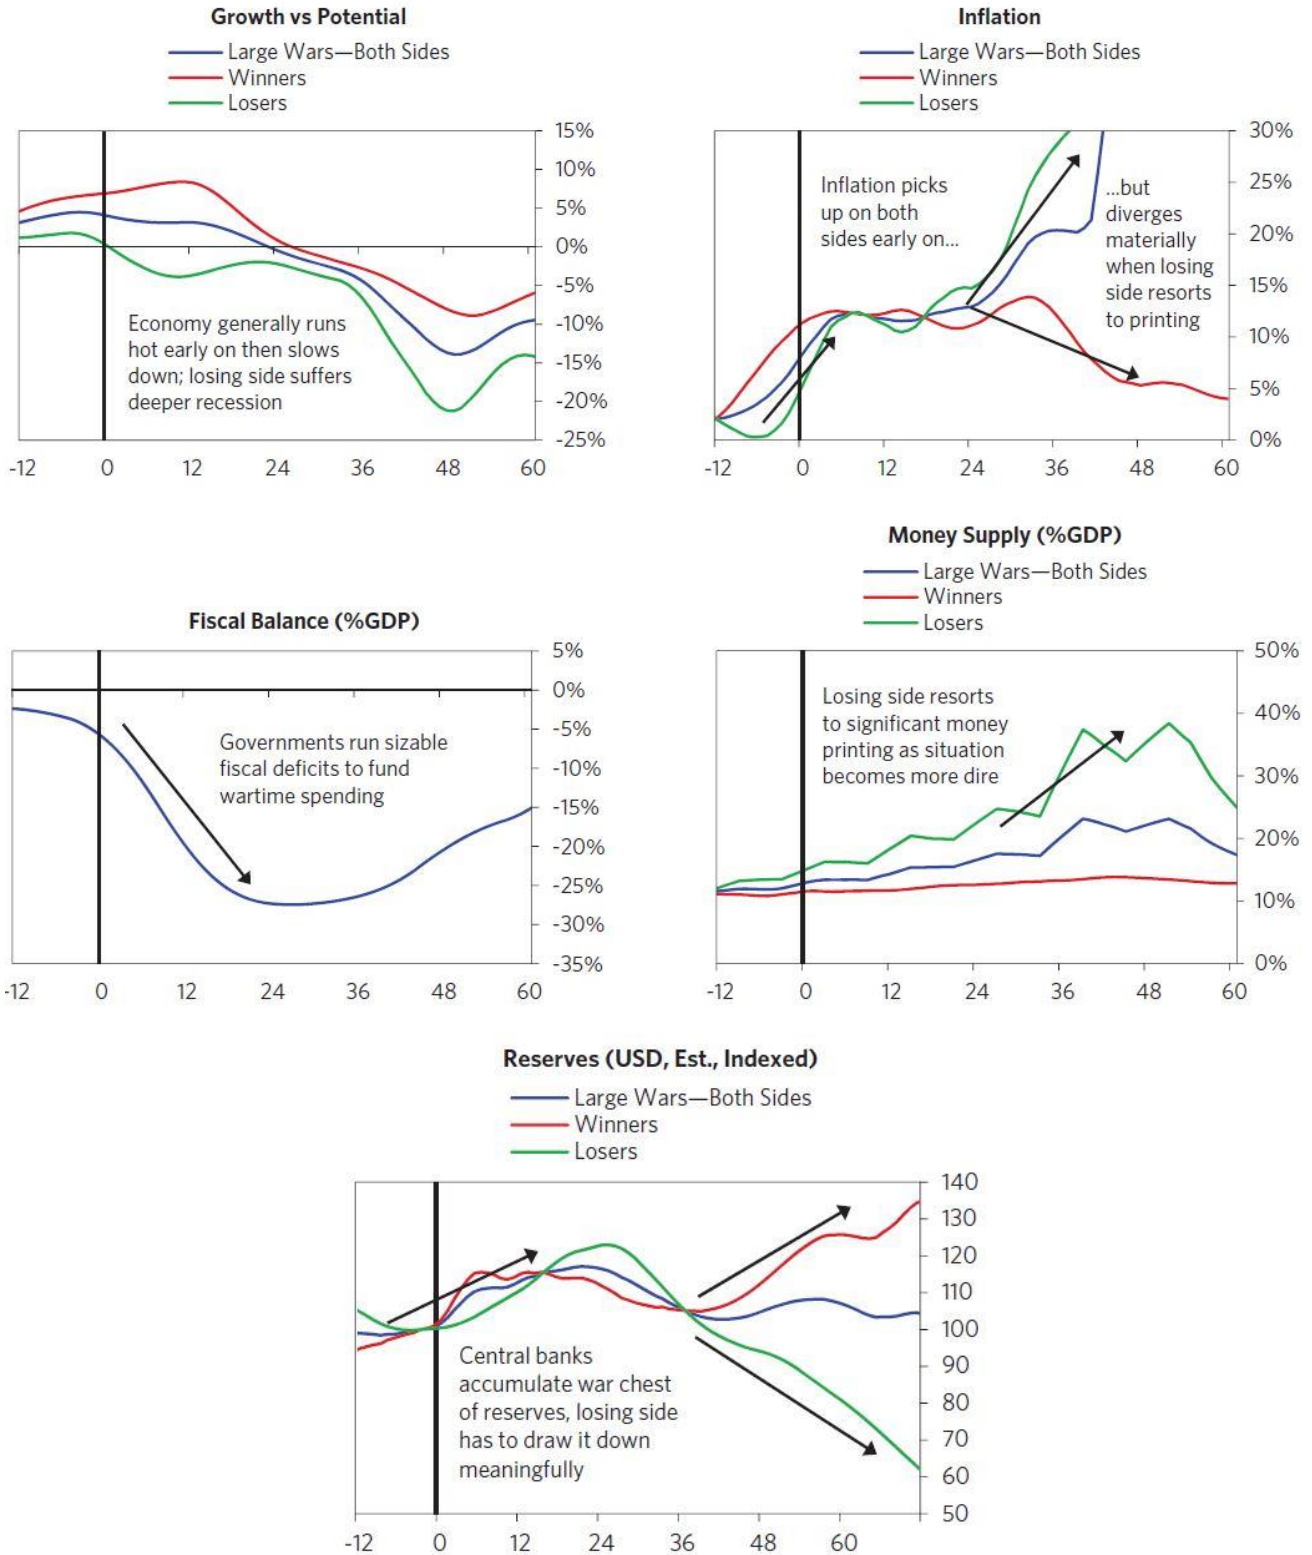 Growth vs Potential
Large Wars—Both Sides
Winners
Losers
15%
10%
5%
0%
-5%
-10%
-15%
-20%
-25%
Economy generally runs
hot early on then slows
down; losing side suffers
deeper recession
-12 0 12 24 36 48 60
Inflation
Large Wars—Both Sides
Winners
Losers
30%
25%
20%
15%
10%
5%
0%
Inflation picks
up on both
sides early on...
...but
diverges
materially
when losing
side resorts
to printing
-12 0 12 24 36 48 60
Fiscal Balance (%GDP)
5%
0%
-5%
-10%
-15%
-20%
-25%
-30%
-35%
Governments run sizable
fiscal deficits to fund
wartime spending
-12 0 12 24 36 48 60
Money Supply (%GDP)
Large Wars—Both Sides
Winners
Losers
50%
40%
30%
20%
10%
0%
Losing side resorts
to significant money
printing as situation
becomes more dire
-12 0 12 24 36 48 60
Reserves (USD, Est., Indexed)
Large Wars—Both Sides
Winners
Losers
140
130
120
110
100
90
80
70
60
50
Central banks
accumulate war chest
of reserves, losing side
has to draw it down
meaningfully
-12 0 12 24 36 48 60